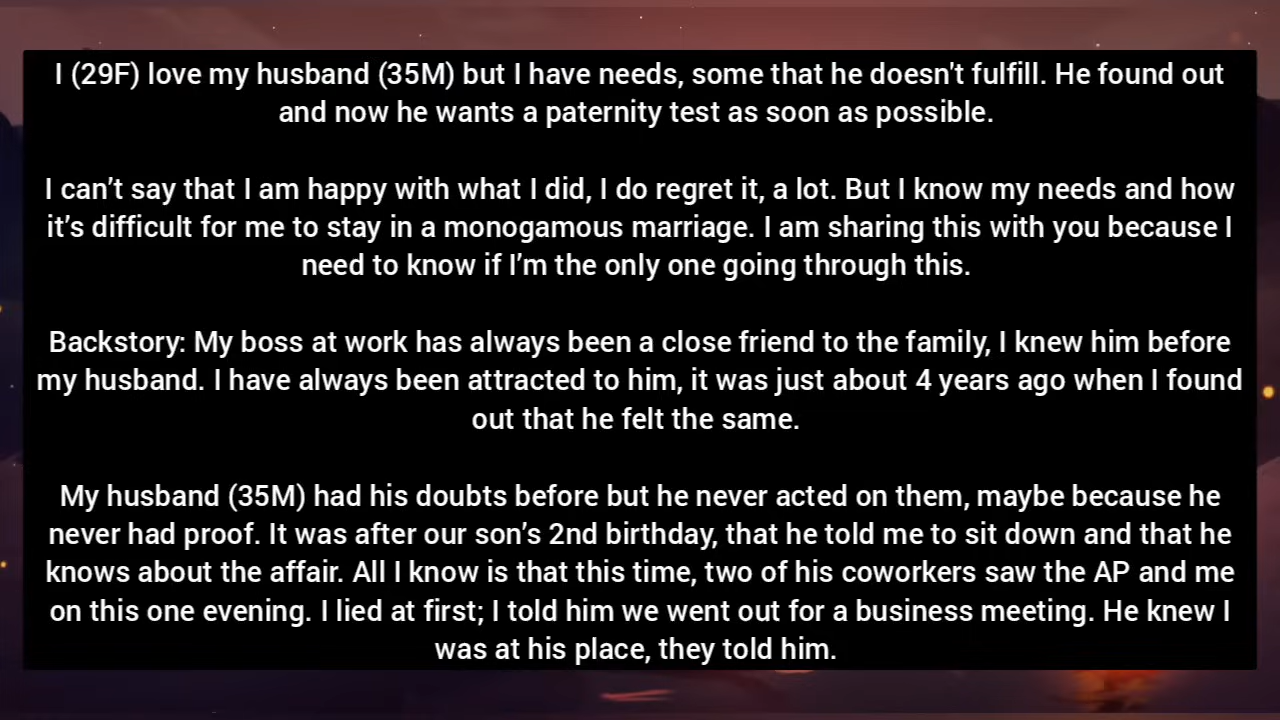 I (29F) love my husband (35M) but I have needs, some that he doesn't fulfill. He found out
and now he wants a paternity test as soon as possible.
I can’t say that I am happy with what I did, I do regret it, a lot. But I know my needs and how
it’s difficult for me to stay in a monogamous marriage. I am sharing this with you because I
need to know if I’m the only one going through this.
Backstory: My boss at work has always been a close friend to the family, I knew him before
my husband. I have always been attracted to him, it was just about 4 years ago when I found
out that he felt the same.
My husband (35M) had his doubts before but he never acted on them, maybe because he
never had proof. It was after our son’s 2nd birthday, that he told me to sit down and that he
knows about the affair. All I know is that this time, two of his coworkers saw the AP and me
on this one evening. I lied at first; I told him we went out for a business meeting. He knew I
was at his place, they told him.